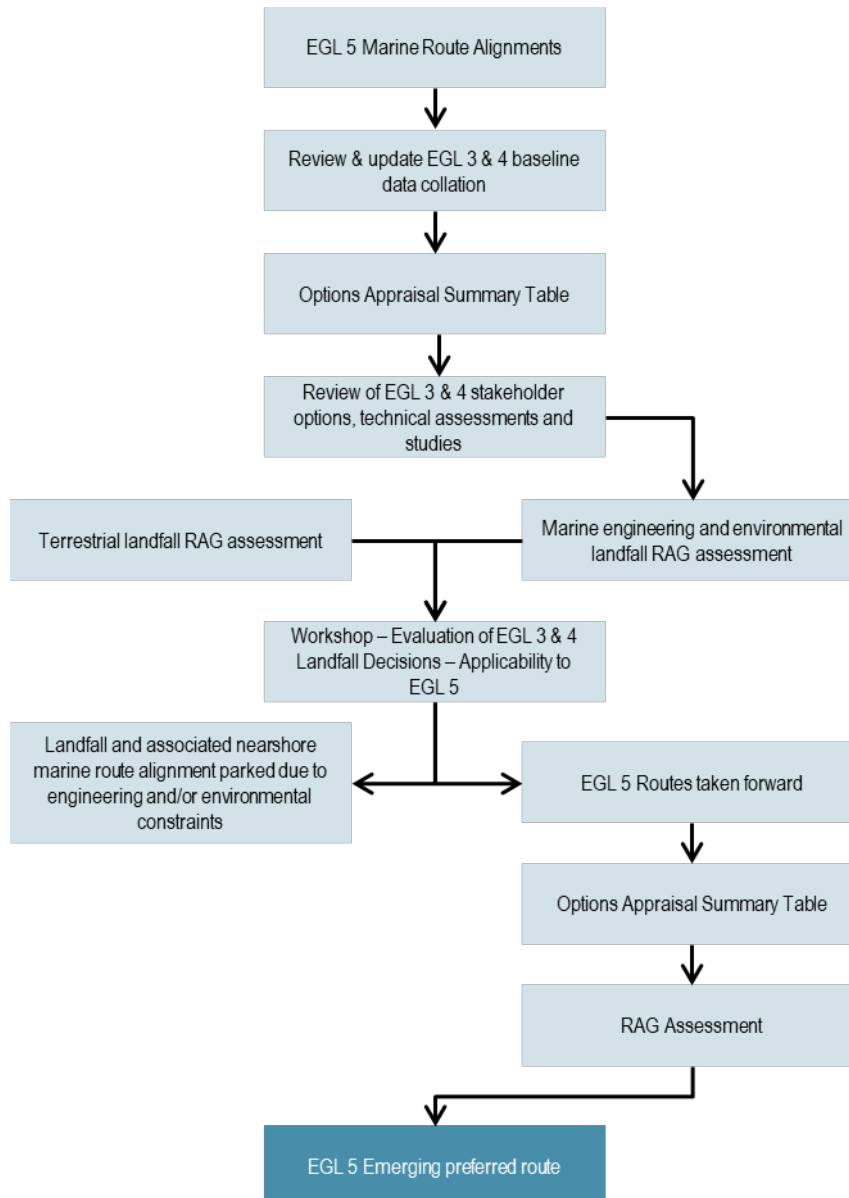 EGL 5 Marine Route Alignments
Review & update EGL 3 & 4 baseline
data collation
Options Appraisal Summary Table
Review of EGL 3 & 4 stakeholder
options, technical assessments and
studies
Terrestrial landfall RAG assessment
Marine engineering and environmental
landfall RAG assessment
Workshop – Evaluation of EGL 3 & 4
Landfall Decisions – Applicability to
EGL 5
Landfall and associated nearshore
marine route alignment parked due to
engineering and/or environmental
constraints
EGL 5 Routes taken forward
Options Appraisal Summary Table
RAG Assessment
EGL 5 Emerging preferred route